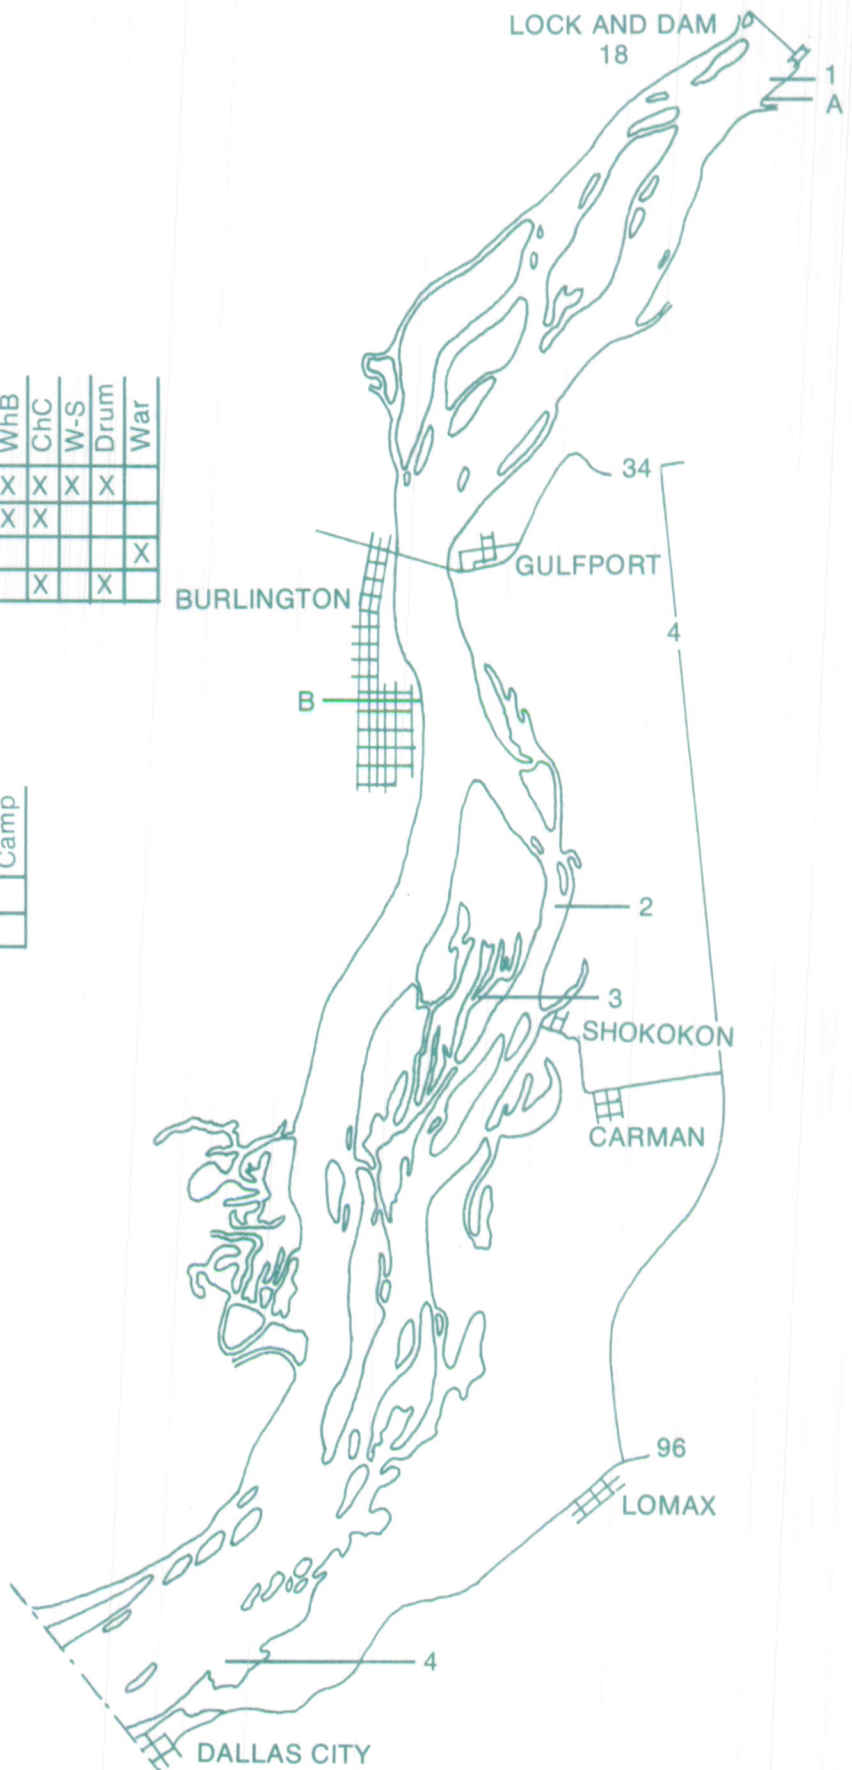 LOCK AND DAM
18
1
A
WhB ChC W-S Drum War
X X X X
X X
X
X X
34
GULFPORT
BURLINGTON
4
B
Camp
2
3
SHOKOKON
CARMAN
96
LOMAX
4
DALLAS CITY